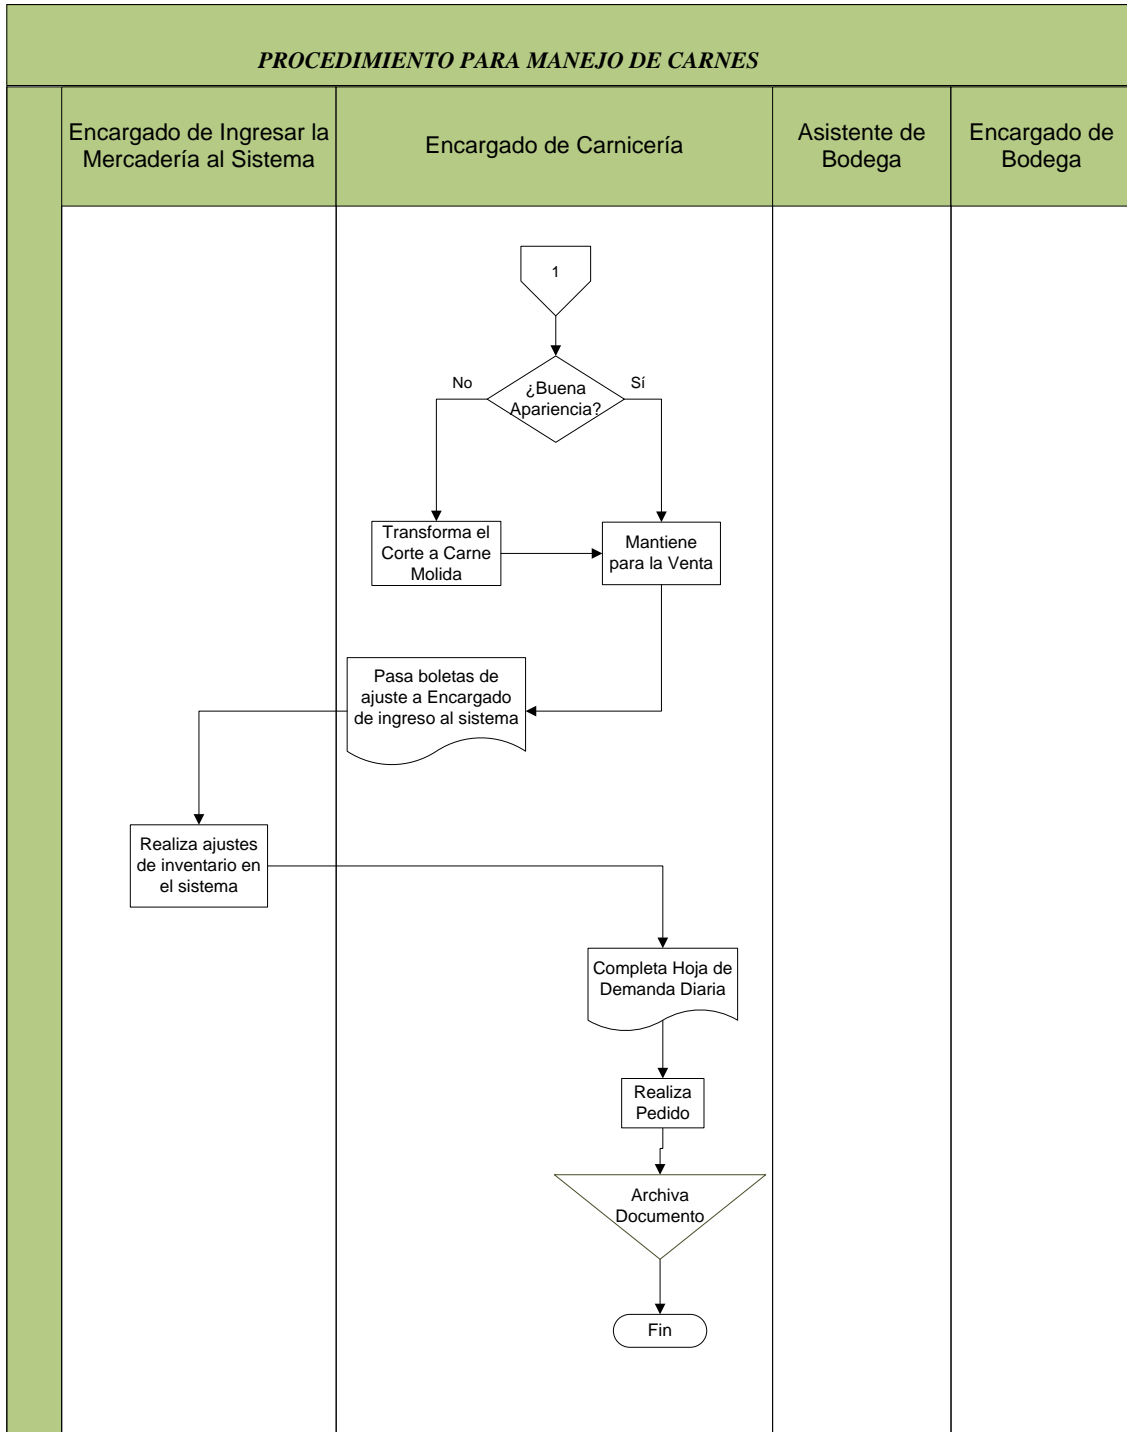 PROCEDIMIENTO PARA MANEJO DE CARNES
Encargado de Ingresar la
Mercadería al Sistema
Encargado de Carnicería
Asistente de
Bodega
Encargado de
Bodega
1
¿Buena
Apariencia?
No
Sí
Transforma el
Corte a Carne
Molida
Mantiene
para la Venta
Pasa boletas de
ajuste a Encargado
de ingreso al sistema
Realiza ajustes
de inventario en
el sistema
Completa Hoja de
Demanda Diaria
Realiza
Pedido
Archiva
Documento
Fin